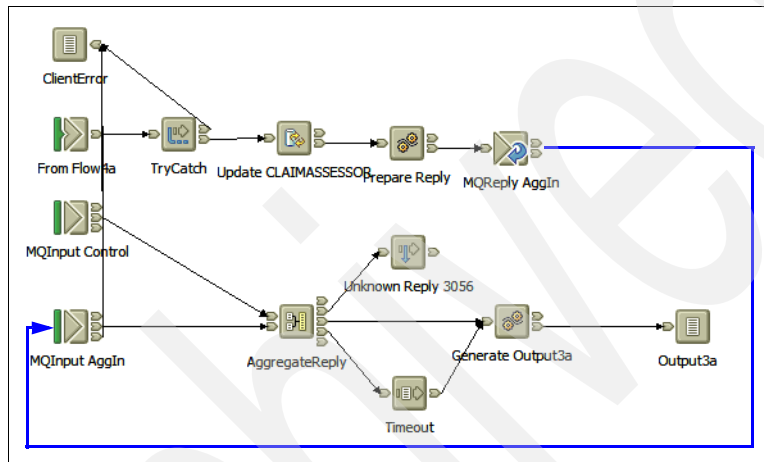 ClientError
From Flow4a
TryCatch
Update CLAIMASSESSOR
Prepare Reply
MQReply AggIn
MQInput Control
Unknown Reply 3056
MQInput AggIn
AggregateReply
Generate Output3a
Output3a
Timeout